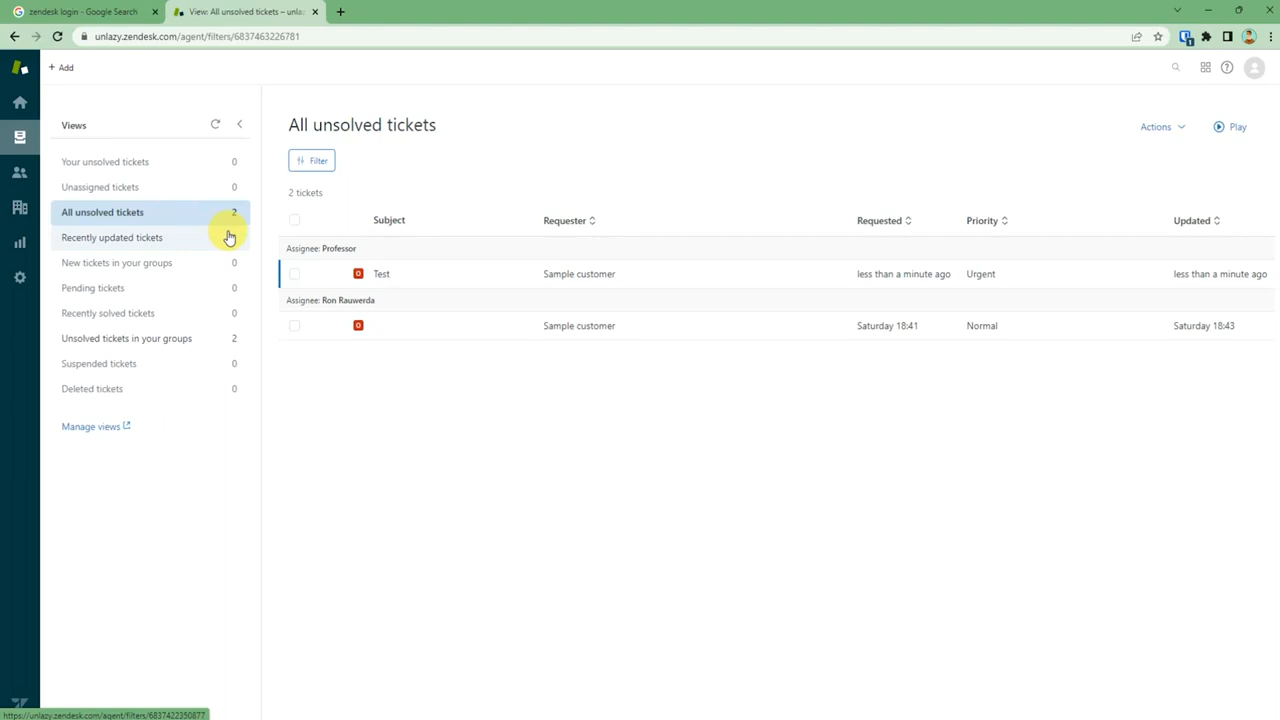 zendesk login - Google Search
View: All unsolved tickets – unlaz
unlazy.zendesk.com/agent/filters/6837463226781
+ Add
Views
Your unsolved tickets 0
Unassigned tickets 0
All unsolved tickets 2
Recently updated tickets
New tickets in your groups 0
Pending tickets 0
Recently solved tickets 0
Unsolved tickets in your groups 2
Suspended tickets 0
Deleted tickets 0
Manage views
All unsolved tickets
Actions
Play
Filter
2 tickets
Subject Requester Requested Priority Updated
Assignee: Professor
O Test Sample customer less than a minute ago Urgent less than a minute ago
Assignee: Ron Rauwerda
O Sample customer Saturday 18:41 Normal Saturday 18:43
https://unlazy.zendesk.com/agent/filters/6837422350877